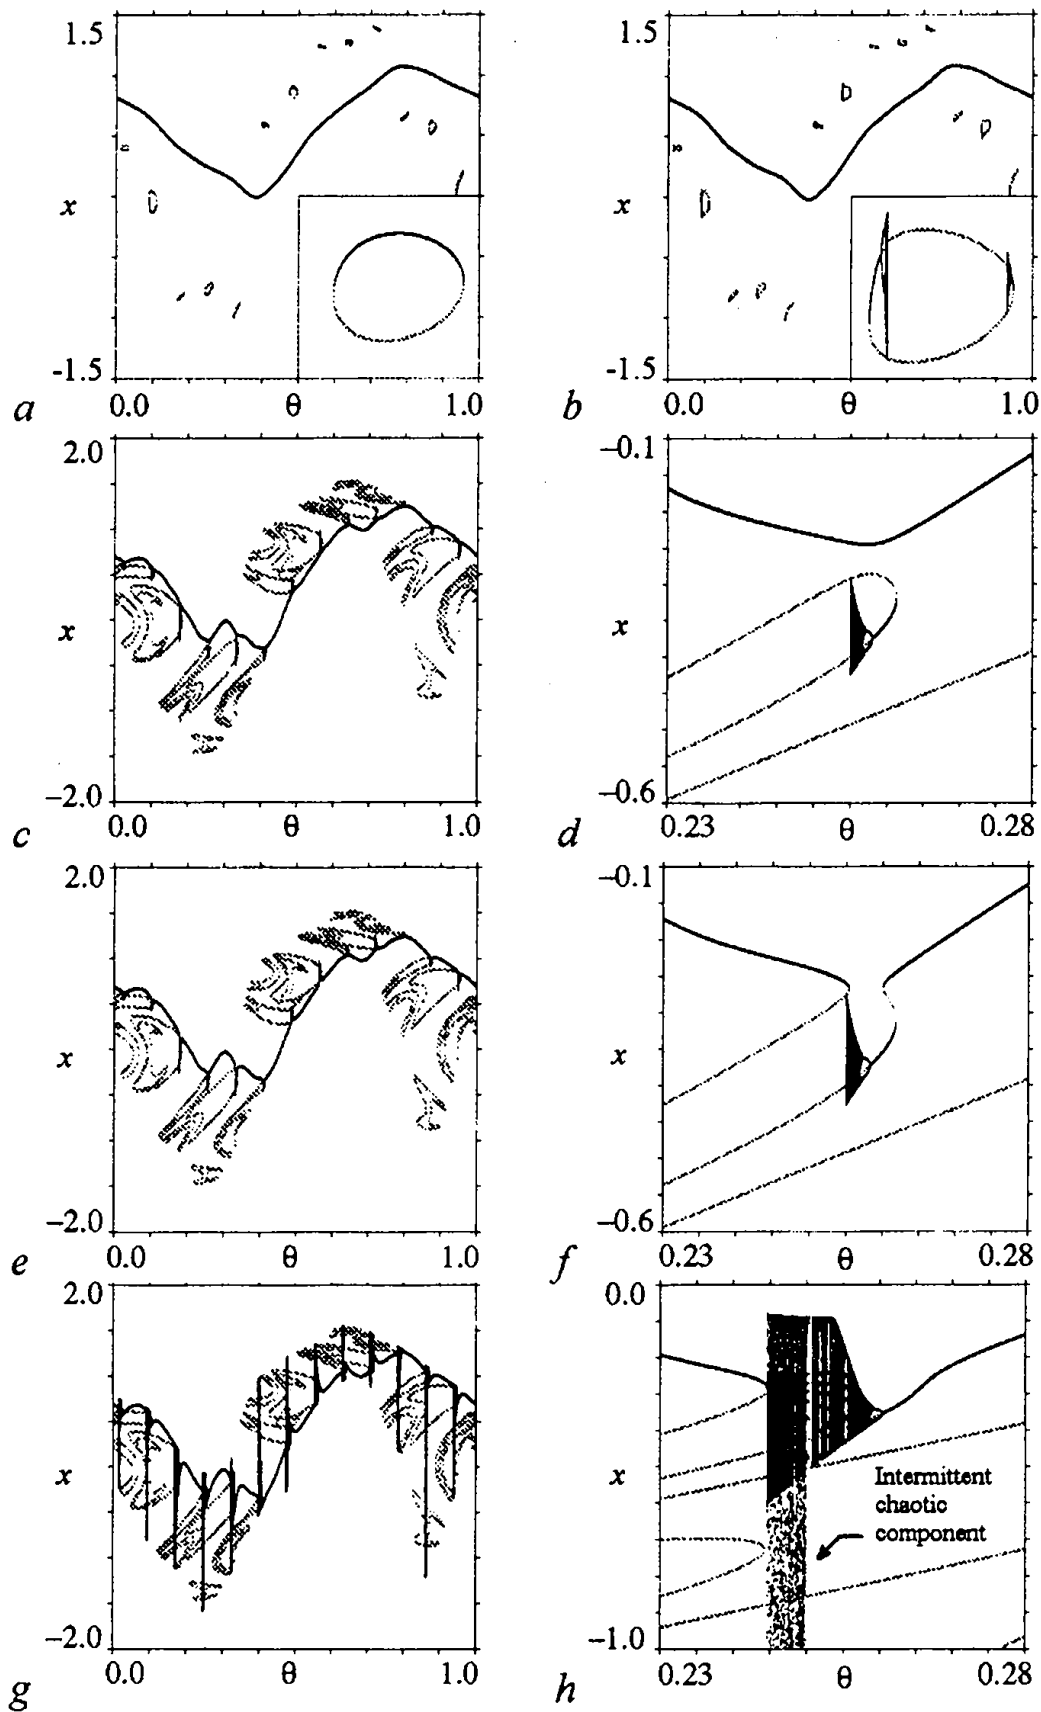 1.5
x
-1.5
0.0 θ 1.0
a
1.5
x
-1.5
0.0 θ 1.0
b
2.0
x
−2.0
0.0 θ 1.0
c
−0.1
x
−0.6
0.23 θ 0.28
d
2.0
x
−2.0
0.0 θ 1.0
e
−0.1
x
−0.6
0.23 θ 0.28
f
2.0
x
−2.0
0.0 θ 1.0
g
0.0
x
Intermittent
chaotic
component
−1.0
0.23 θ 0.28
h